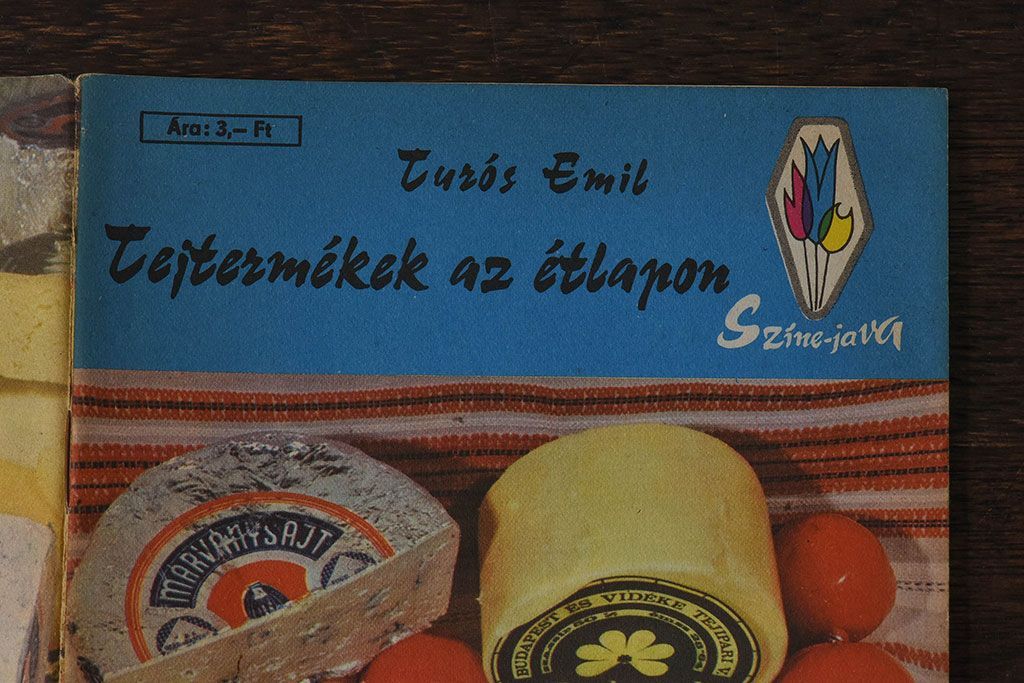 Ára: 3,– Ft
Turós Emil
Tejtermékek az étlapon
Színe-java
MÁRVÁNYSAJT
BUDAPEST ÉS VIDÉKE TEJIPARI V